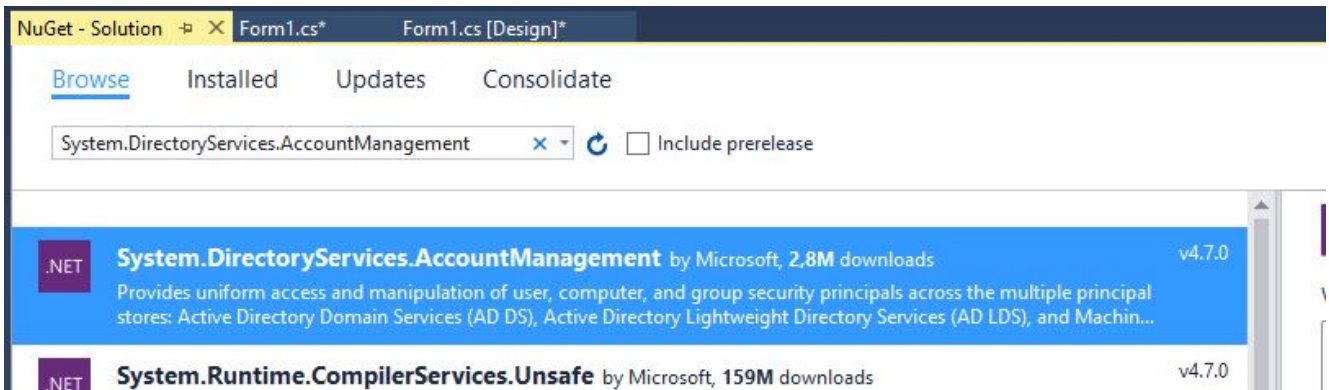 NuGet - Solution Form1.cs* Form1.cs [Design]*
Browse Installed Updates Consolidate
System.DirectoryServices.AccountManagement Include prerelease
.NET System.DirectoryServices.AccountManagement by Microsoft, 2,8M downloads v4.7.0
Provides uniform access and manipulation of user, computer, and group security principals across the multiple principal
stores: Active Directory Domain Services (AD DS), Active Directory Lightweight Directory Services (AD LDS), and Machin...
.NET System.Runtime.CompilerServices.Unsafe by Microsoft, 159M downloads v4.7.0